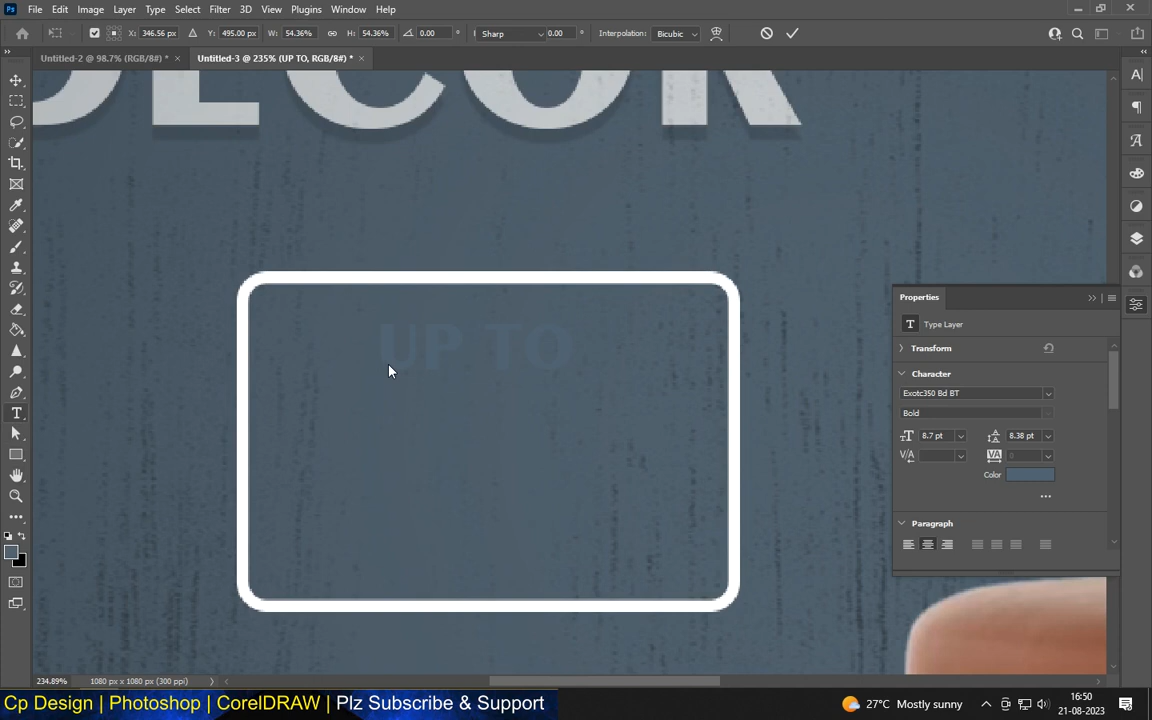 Ps File Edit Image Layer Type Select Filter 3D View Plugins Window Help
X: 346.56 px Y: 495.00 px W: 54.36% H: 54.36% 0.00 ° Sharp 0.00 ° Interpolation: Bicubic
Untitled-2 @ 98.7% (RGB/8#) * × Untitled-3 @ 235% (UP TO, RGB/8#) * ×
DECOR
UP TO
Properties
T Type Layer
Transform
Character
Exotc350 Bd BT
Bold
8.7 pt 8.38 pt
Color
Paragraph
234.89% 1080 px x 1080 px (300 ppi)
Cp Design | Photoshop | CorelDRAW | Plz Subscribe & Support
27°C Mostly sunny
16:50
21-08-2023